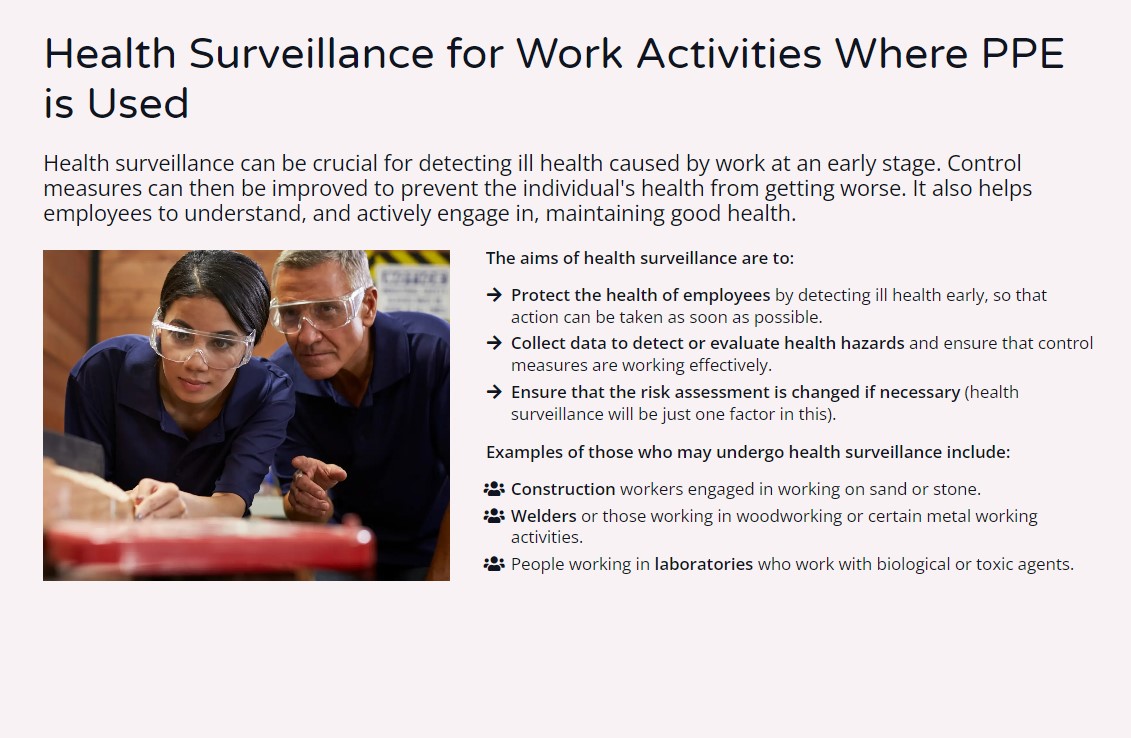 Health Surveillance for Work Activities Where PPE
is Used
Health surveillance can be crucial for detecting ill health caused by work at an early stage. Control
measures can then be improved to prevent the individual's health from getting worse. It also helps
employees to understand, and actively engage in, maintaining good health.
The aims of health surveillance are to:
Protect the health of employees by detecting ill health early, so that
action can be taken as soon as possible.
Collect data to detect or evaluate health hazards and ensure that control
measures are working effectively.
Ensure that the risk assessment is changed if necessary (health
surveillance will be just one factor in this).
Examples of those who may undergo health surveillance include:
Construction workers engaged in working on sand or stone.
Welders or those working in woodworking or certain metal working
activities.
People working in laboratories who work with biological or toxic agents.